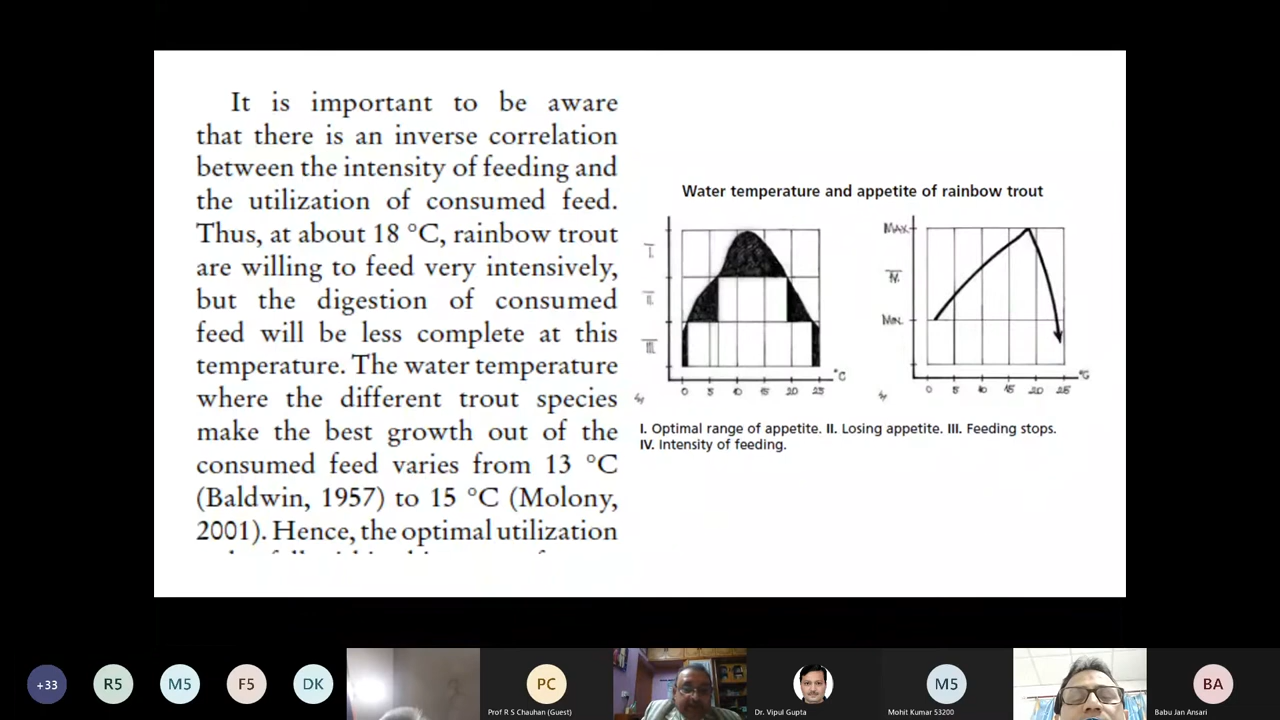 It is important to be aware
that there is an inverse correlation
between the intensity of feeding and
the utilization of consumed feed.
Thus, at about 18 °C, rainbow trout
are willing to feed very intensively,
but the digestion of consumed
feed will be less complete at this
temperature. The water temperature
where the different trout species
make the best growth out of the
consumed feed varies from 13 °C
(Baldwin, 1957) to 15 °C (Molony,
2001). Hence, the optimal utilization
Water temperature and appetite of rainbow trout
I.
II.
III.
°C
0 5 10 15 20 25
MAX.
IV.
MIN.
°C
0 5 10 15 20 25
I. Optimal range of appetite. II. Losing appetite. III. Feeding stops.
IV. Intensity of feeding.
+33
R5
M5
F5
DK
PC
Prof R S Chauhan (Guest)
Dr. Vipul Gupta
M5
Mohit Kumar 53200
BA
Babu Jan Ansari